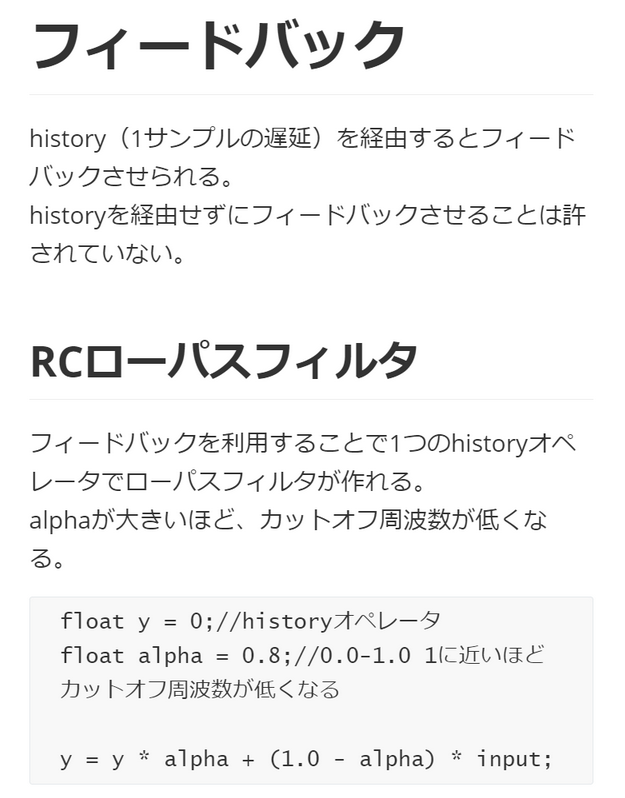 フィードバック
history（1サンプルの遅延）を経由するとフィード
バックさせられる。
historyを経由せずにフィードバックさせることは許
されていない。
RCローパスフィルタ
フィードバックを利用することで1つのhistoryオペ
レータでローパスフィルタが作れる。
alphaが大きいほど、カットオフ周波数が低くな
る。
float y = 0;//historyオペレータ
float alpha = 0.8;//0.0-1.0 1に近いほど
カットオフ周波数が低くなる
y = y * alpha + (1.0 - alpha) * input;